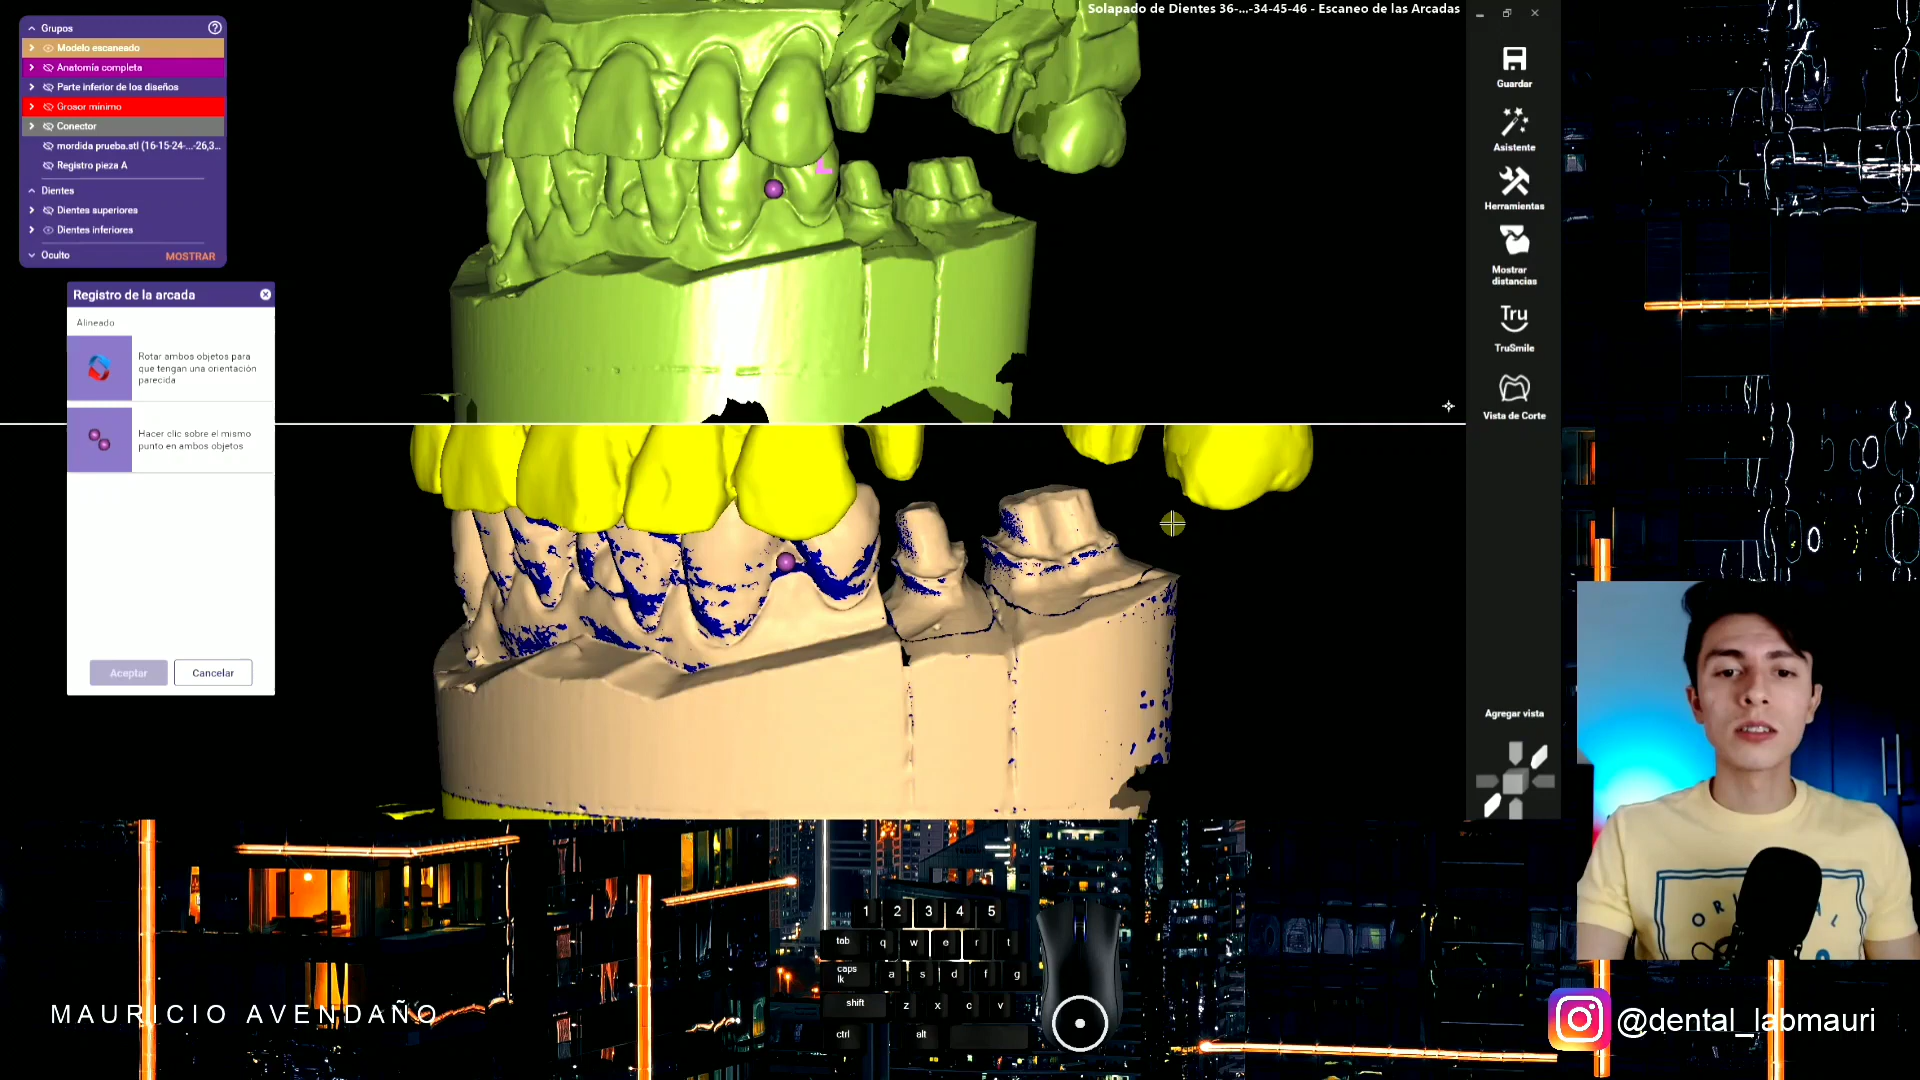 Solapado de Dientes 36-...-34-45-46 - Escaneo de las Arcadas
Grupos
Modelo escaneado
Anatomía completa
Parte inferior de los diseños
Grosor mínimo
Conector
mordida prueba.stl (16-15-24-...-26,3...
Registro pieza A
Dientes
Dientes superiores
Dientes inferiores
Oculto MOSTRAR
Registro de la arcada
Alineado
Rotar ambos objetos para
que tengan una orientación
parecida
Hacer clic sobre el mismo
punto en ambos objetos
Aceptar Cancelar
Guardar
Asistente
Herramientas
Mostrar
distancias
Tru
TruSmile
Vista de Corte
Agregar vista
1 2 3 4 5
tab q w e r t
caps
lk a s d f g
shift z x c v
ctrl alt
MAURICIO AVENDAÑO
@dental_labmauri